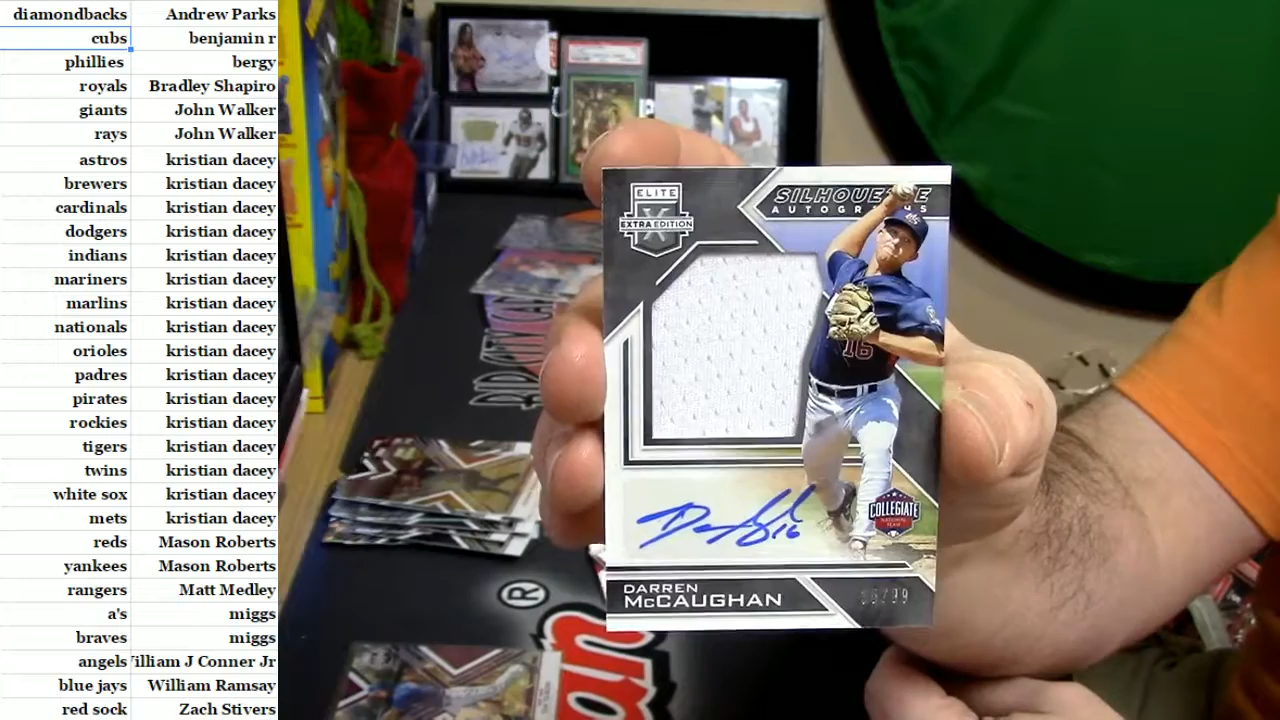 diamondbacks Andrew Parks
cubs benjamin r
phillies bergy
royals Bradley Shapiro
giants John Walker
rays John Walker
astros kristian dacey
brewers kristian dacey
cardinals kristian dacey
dodgers kristian dacey
indians kristian dacey
mariners kristian dacey
marlins kristian dacey
nationals kristian dacey
orioles kristian dacey
padres kristian dacey
pirates kristian dacey
rockies kristian dacey
tigers kristian dacey
twins kristian dacey
white sox kristian dacey
mets kristian dacey
reds Mason Roberts
yankees Mason Roberts
rangers Matt Medley
a's miggs
braves miggs
angels illiam J Conner Jr
blue jays William Ramsay
red sock Zach Stivers
ELITE
EXTRA EDITION
SILHOUETTE
AUTOGRAPHS
16
16
COLLEGIATE
NATIONAL TEAM
DARREN
McCAUGHAN
®
an